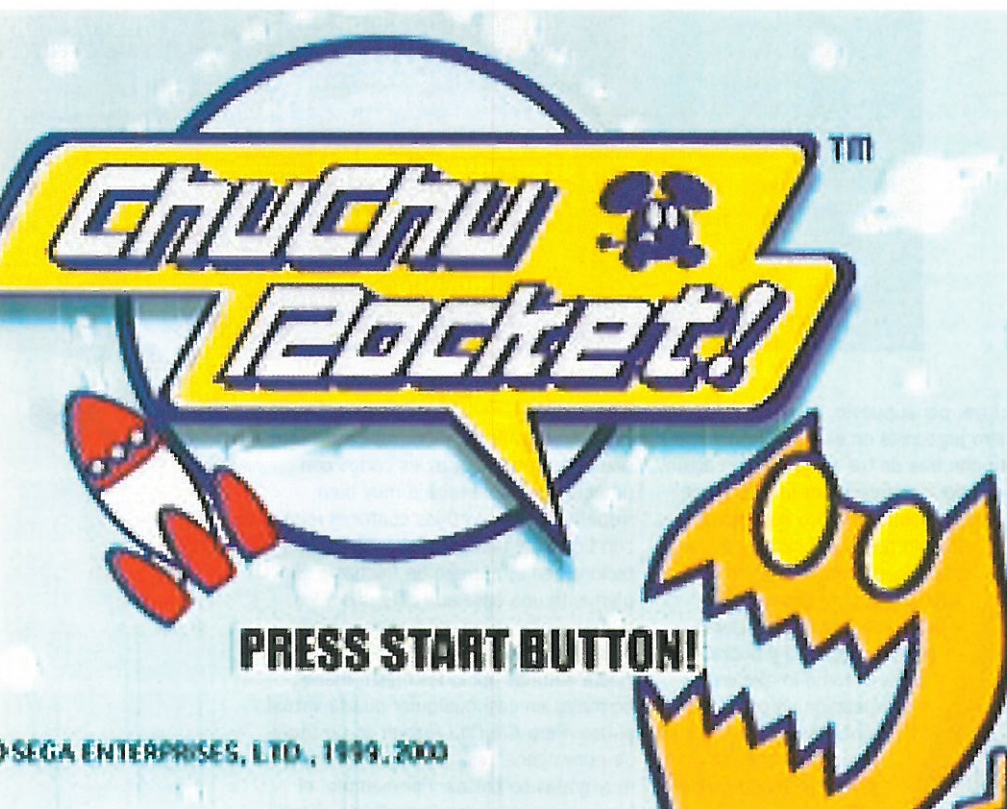 ChuChu
Rocket!
TM
PRESS START BUTTON!
SEGA ENTERPRISES, LTD., 1999, 2000